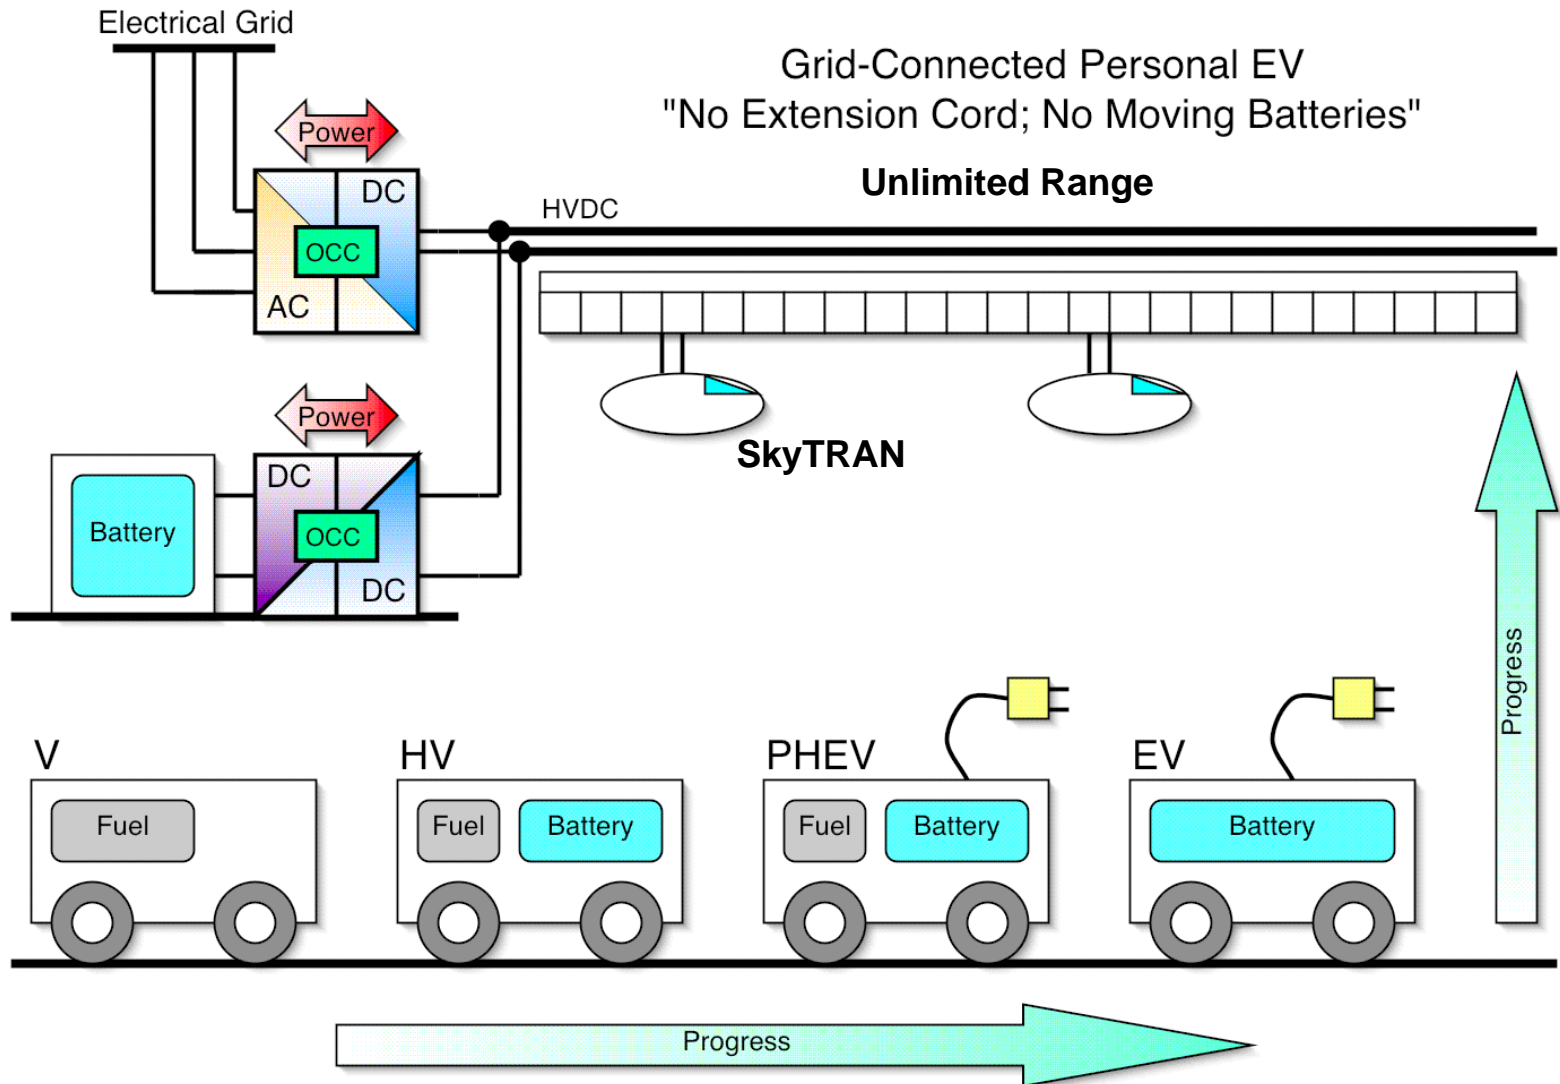 Electrical Grid
Grid-Connected Personal EV
"No Extension Cord; No Moving Batteries"
Unlimited Range
Power
DC
OCC
AC
HVDC
SkyTRAN
Power
Battery
DC
OCC
DC
Progress
V
HV
PHEV
EV
Fuel
Fuel
Battery
Fuel
Battery
Battery
Progress